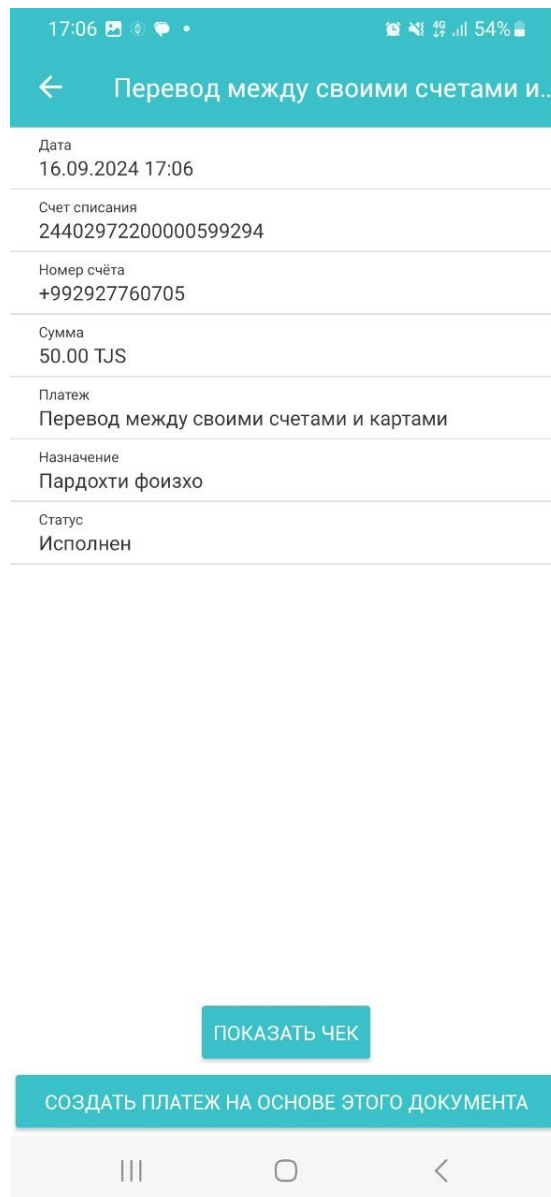 17:06 4G 54%
Перевод между своими счетами и..
Дата
16.09.2024 17:06
Счет списания
24402972200000599294
Номер счёта
+992927760705
Сумма
50.00 TJS
Платеж
Перевод между своими счетами и картами
Назначение
Пардохти фоизхо
Статус
Исполнен
ПОКАЗАТЬ ЧЕК
СОЗДАТЬ ПЛАТЕЖ НА ОСНОВЕ ЭТОГО ДОКУМЕНТА